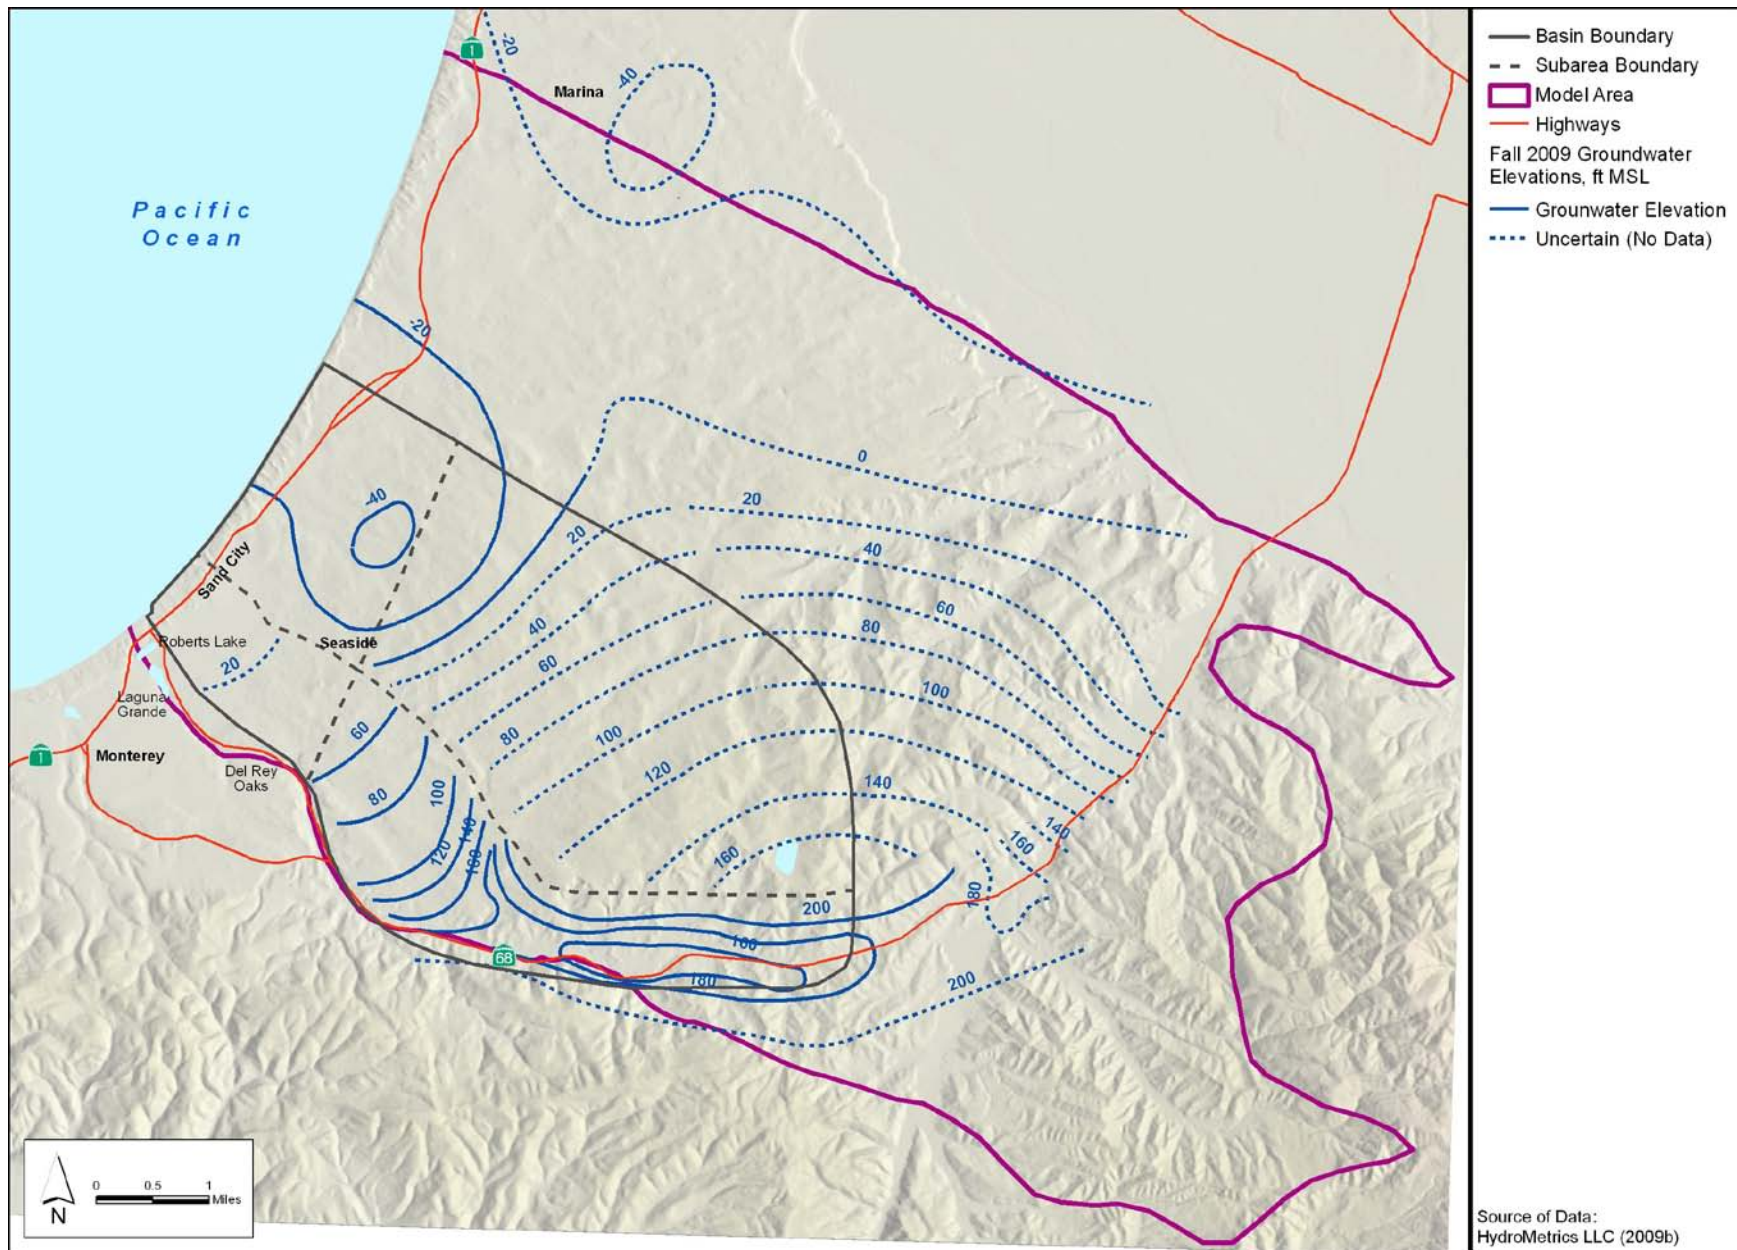 -20
1
-40
Marina
Pacific
Ocean
-20
0
-40
20
20
40
Sand City
60
40
80
Seaside
Roberts Lake
60
20
100
Laguna
Grande
80
60
100
Monterey
120
Del Rey
Oaks
1
140
80
100
140
140
160
120
160
160
180
200
160
68
180
200
0 0.5 1
Miles
N
Basin Boundary
Subarea Boundary
Model Area
Highways
Fall 2009 Groundwater
Elevations, ft MSL
Grounwater Elevation
Uncertain (No Data)
Source of Data:
HydroMetrics LLC (2009b)